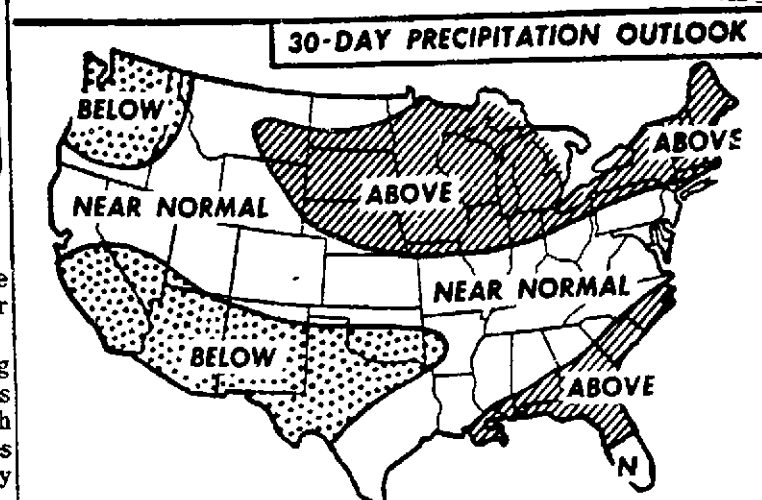 30-DAY PRECIPITATION OUTLOOK
BELOW
ABOVE
ABOVE
NEAR NORMAL
NEAR NORMAL
BELOW
ABOVE
N